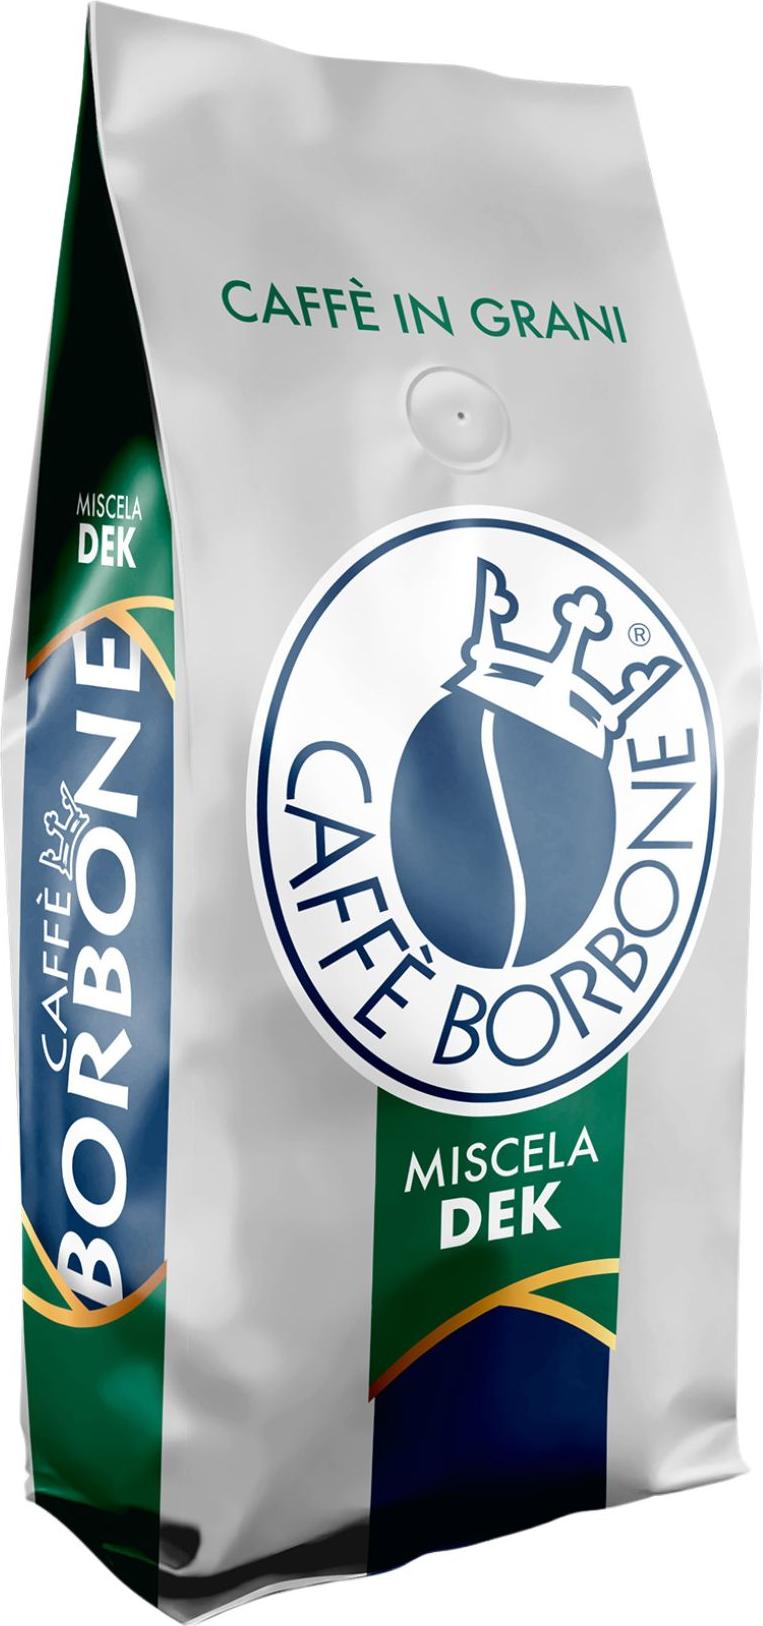 CAFFÈ IN GRANI
®
CAFFÈ BORBONE
MISCELA
DEK
MISCELA
DEK
CAFFÈ
BORBONE